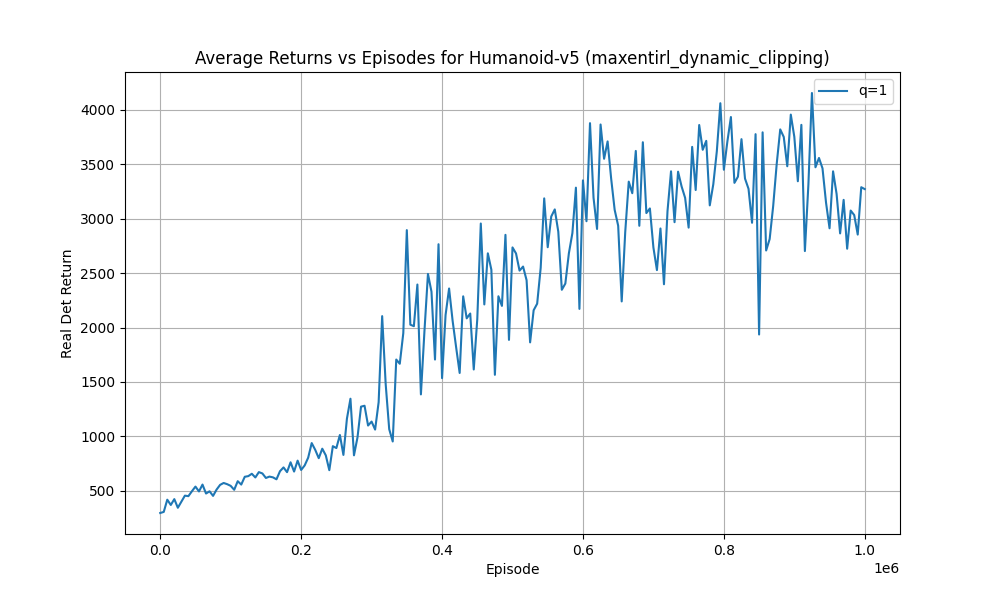 Average Returns vs Episodes for Humanoid-v5 (maxentirl_dynamic_clipping)
q=1
Real Det Return
4000
3500
3000
2500
2000
1500
1000
500
0.0 0.2 0.4 0.6 0.8 1.0
1e6
Episode